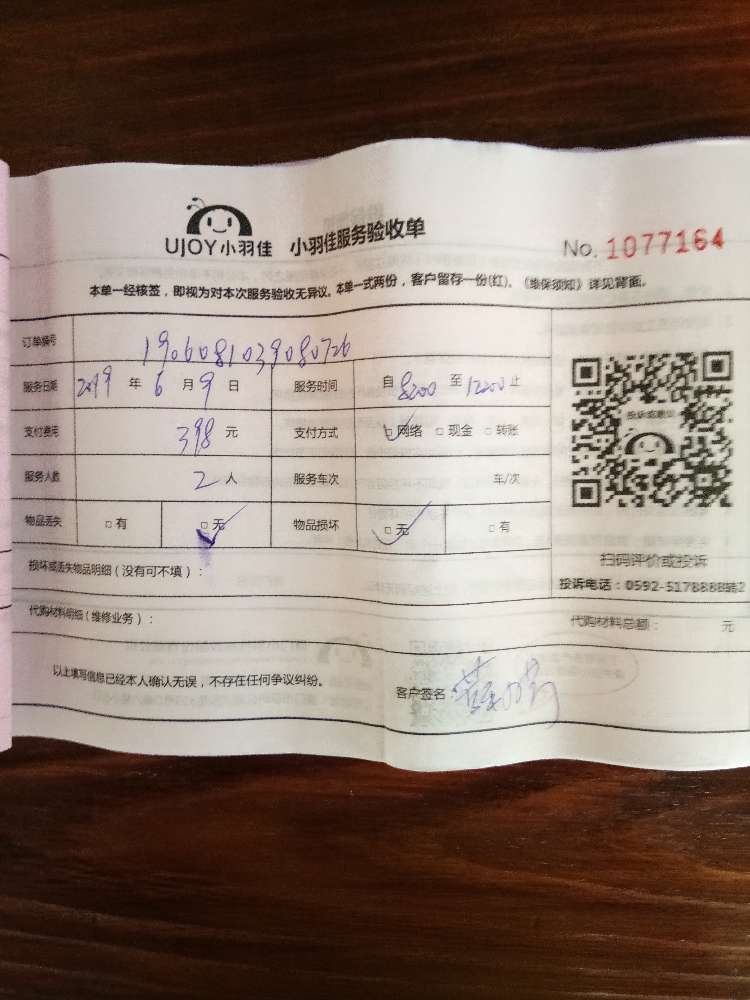 UJOY小羽佳 小羽佳服务验收单
No. 1077164
本单一经核签，即视为对本次服务验收无异议。本单一式两份，客户留存一份(红)。《维保须知》详见背面。
订单编号 1906081039080726
服务日期 2019 年 6 月 9 日 服务时间 自 8:00 至 12:00 止
支付费用 398 元 支付方式 □网络 □现金 □转账
服务人数 2 人 服务车次 车/次
物品丢失 □有 □无 物品损坏 □无 □有
投诉或建议
扫码评价或投诉
投诉电话：0592-5178888转2
损坏或丢失物品明细（没有可不填）：
代购材料明细（维修业务）：
代购材料总额： 元
以上填写信息已经本人确认无误，不存在任何争议纠纷。 客户签名